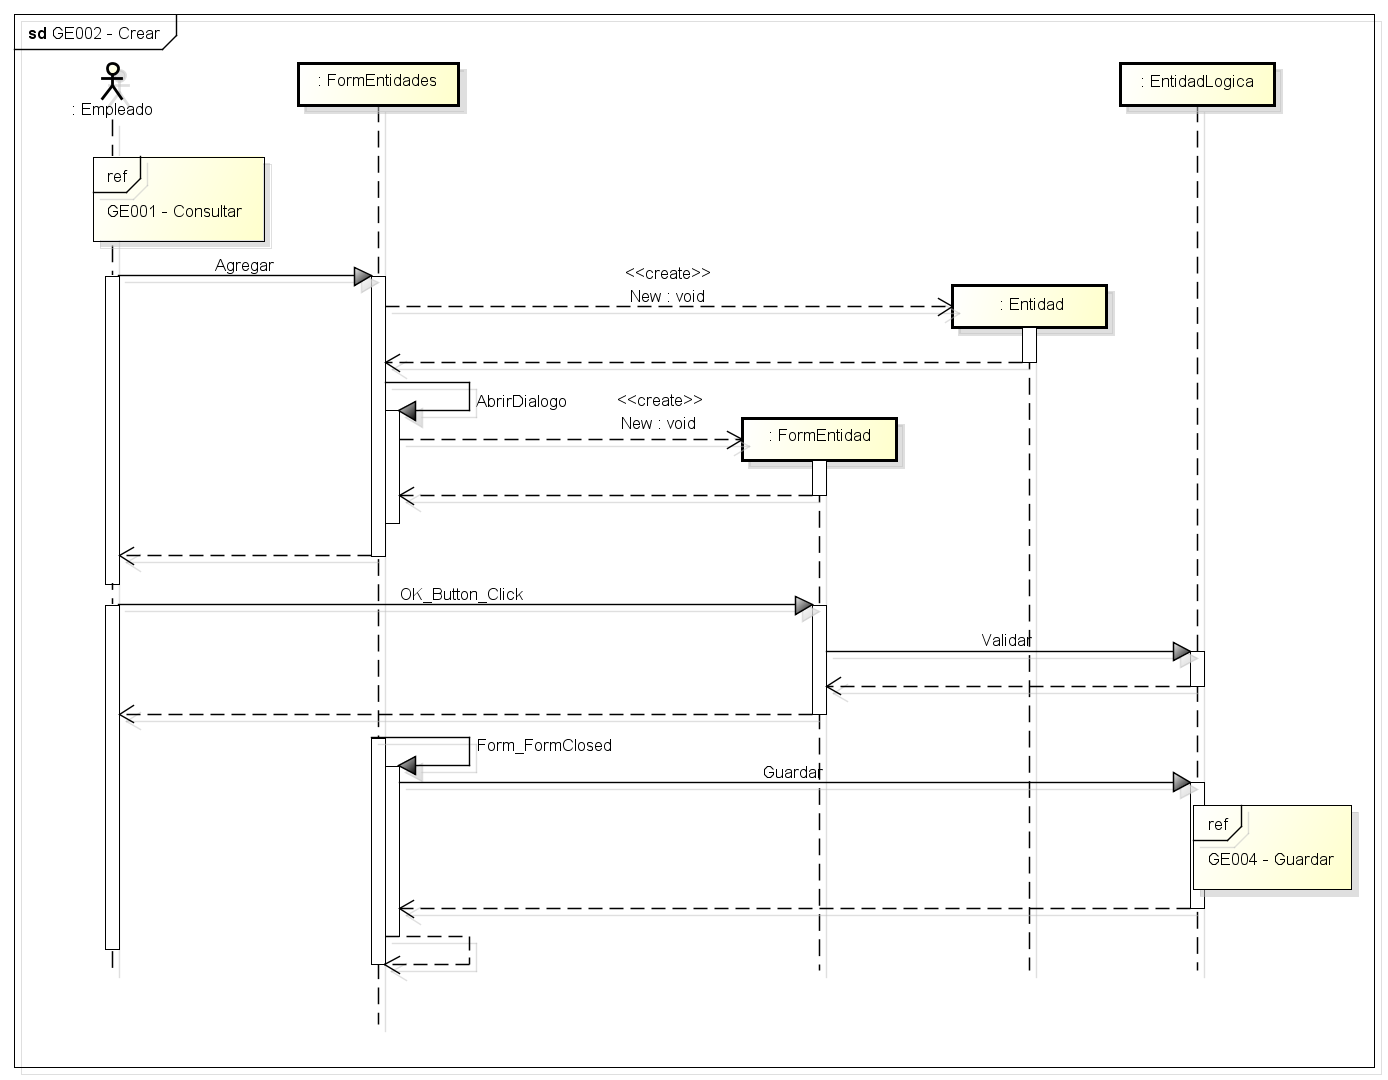 sd GE002 - Crear
: Empleado
: FormEntidades
: EntidadLogica
ref
GE001 - Consultar
Agregar
<<create>>
New : void
: Entidad
AbrirDialogo
<<create>>
New : void
: FormEntidad
OK_Button_Click
Validar
Form_FormClosed
Guardar
ref
GE004 - Guardar